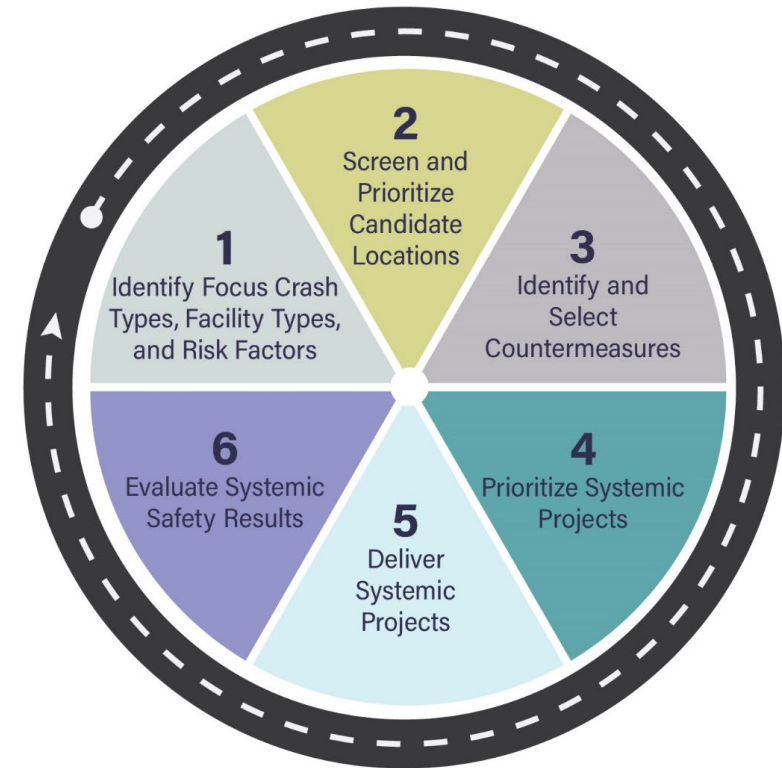 1
Identify Focus Crash
Types, Facility Types,
and Risk Factors
2
Screen and
Prioritize
Candidate
Locations
3
Identify and
Select
Countermeasures
4
Prioritize Systemic
Projects
5
Deliver
Systemic
Projects
6
Evaluate Systemic
Safety Results